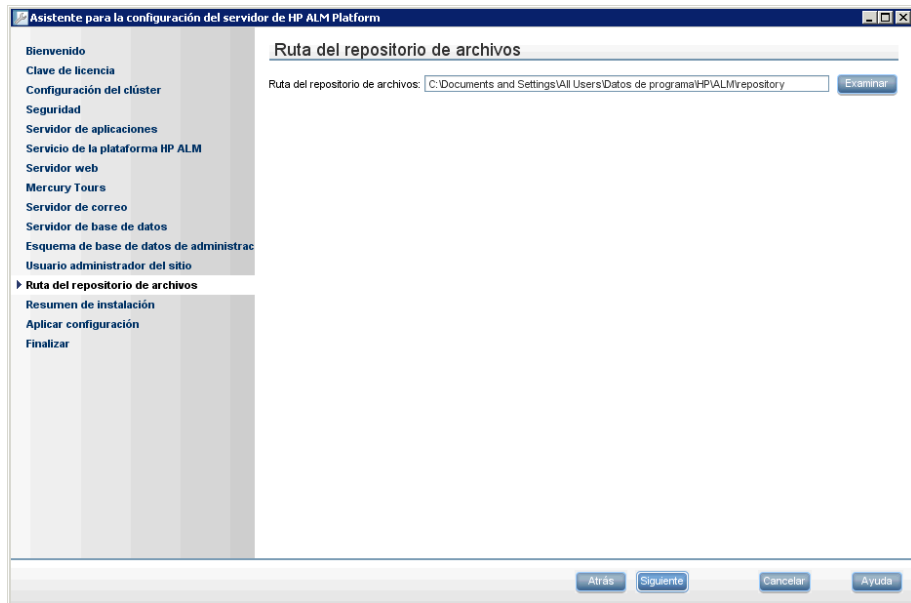 Asistente para la configuración del servidor de HP ALM Platform
Bienvenido
Clave de licencia
Configuración del clúster
Seguridad
Servidor de aplicaciones
Servicio de la plataforma HP ALM
Servidor web
Mercury Tours
Servidor de correo
Servidor de base de datos
Esquema de base de datos de administrac
Usuario administrador del sitio
Ruta del repositorio de archivos
Resumen de instalación
Aplicar configuración
Finalizar
Ruta del repositorio de archivos
Ruta del repositorio de archivos: C:\Documents and Settings\All Users\Datos de programa\HP\ALM\repository Examinar
Atrás Siguiente Cancelar Ayuda